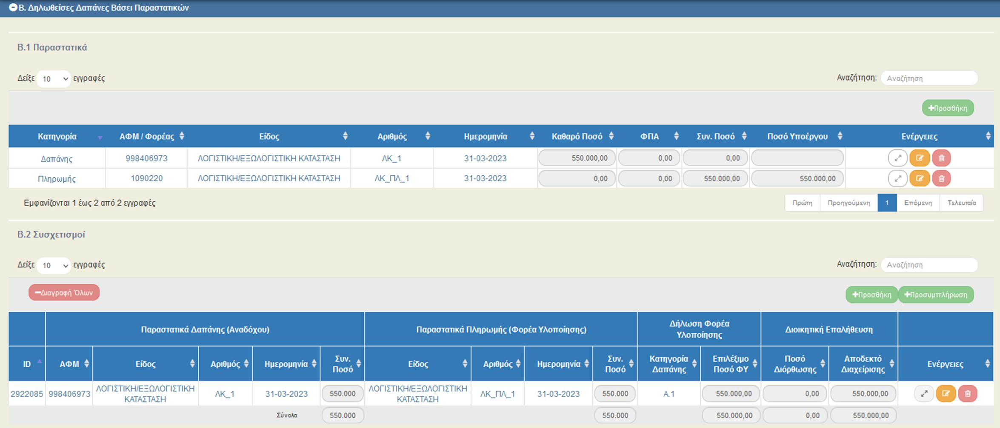 Β. Δηλωθείσες Δαπάνες Βάσει Παραστατικών
Β.1 Παραστατικά
Δείξε 10 εγγραφές Αναζήτηση: Αναζήτηση
Προσθήκη
Κατηγορία ΑΦΜ / Φορέας Είδος Αριθμός Ημερομηνία Καθαρό Ποσό ΦΠΑ Συν. Ποσό Ποσό Υποέργου Ενέργειες
Δαπάνης 998406973 ΛΟΓΙΣΤΙΚΗ/ΕΞΩΛΟΓΙΣΤΙΚΗ ΚΑΤΑΣΤΑΣΗ ΛΚ_1 31-03-2023 550.000,00 0,00 0,00
Πληρωμής 1090220 ΛΟΓΙΣΤΙΚΗ/ΕΞΩΛΟΓΙΣΤΙΚΗ ΚΑΤΑΣΤΑΣΗ ΛΚ_ΠΛ_1 31-03-2023 0,00 0,00 550.000,00 550.000,00
Εμφανίζονται 1 έως 2 από 2 εγγραφές Πρώτη Προηγούμενη 1 Επόμενη Τελευταία
Β.2 Συσχετισμοί
Δείξε 10 εγγραφές Αναζήτηση: Αναζήτηση
Διαγραφή Όλων Προσθήκη Προσυμπλήρωση
Παραστατικά Δαπάνης (Αναδόχου) Παραστατικά Πληρωμής (Φορέα Υλοποίησης) Δήλωση Φορέα Υλοποίησης Διοικητική Επαλήθευση
ID ΑΦΜ Είδος Αριθμός Ημερομηνία Συν. Ποσό Είδος Αριθμός Ημερομηνία Συν. Ποσό Κατηγορία Δαπάνης Επιλέξιμο Ποσό ΦΥ Ποσό Διόρθωσης Αποδεκτό Διαχείρισης Ενέργειες
2922085 998406973 ΛΟΓΙΣΤΙΚΗ/ΕΞΩΛΟΓΙΣΤΙΚΗ ΚΑΤΑΣΤΑΣΗ ΛΚ_1 31-03-2023 550.000 ΛΟΓΙΣΤΙΚΗ/ΕΞΩΛΟΓΙΣΤΙΚΗ ΚΑΤΑΣΤΑΣΗ ΛΚ_ΠΛ_1 31-03-2023 550.000 Α.1 550.000,00 0,00 550.000,00
Σύνολα 550.000 550.000 550.000,00 0,00 550.000,00